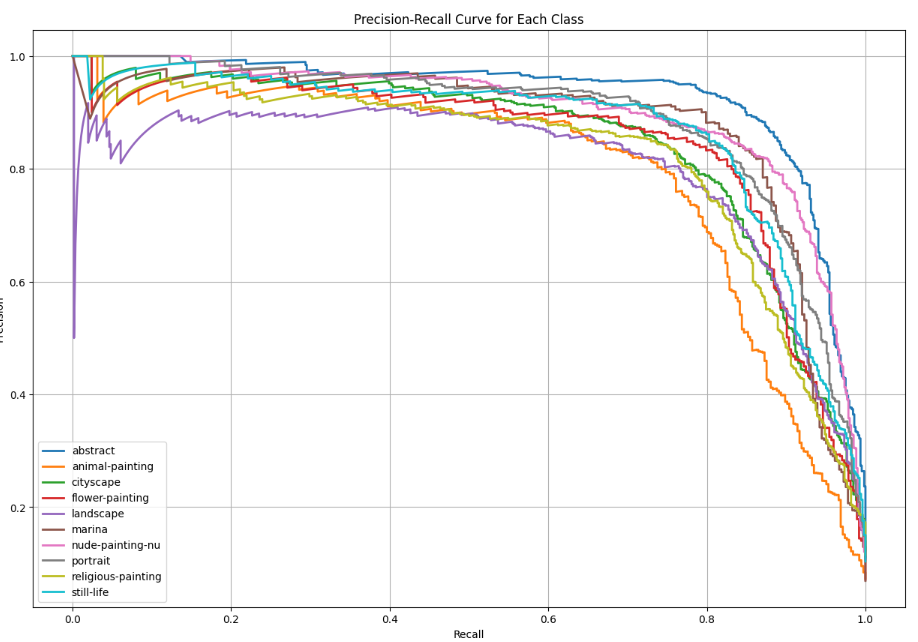 Precision-Recall Curve for Each Class
1.0
0.8
0.6
0.4
0.2
abstract
animal-painting
cityscape
flower-painting
landscape
marina
nude-painting-nu
portrait
religious-painting
still-life
0.0 0.2 0.4 0.6 0.8 1.0
Recall